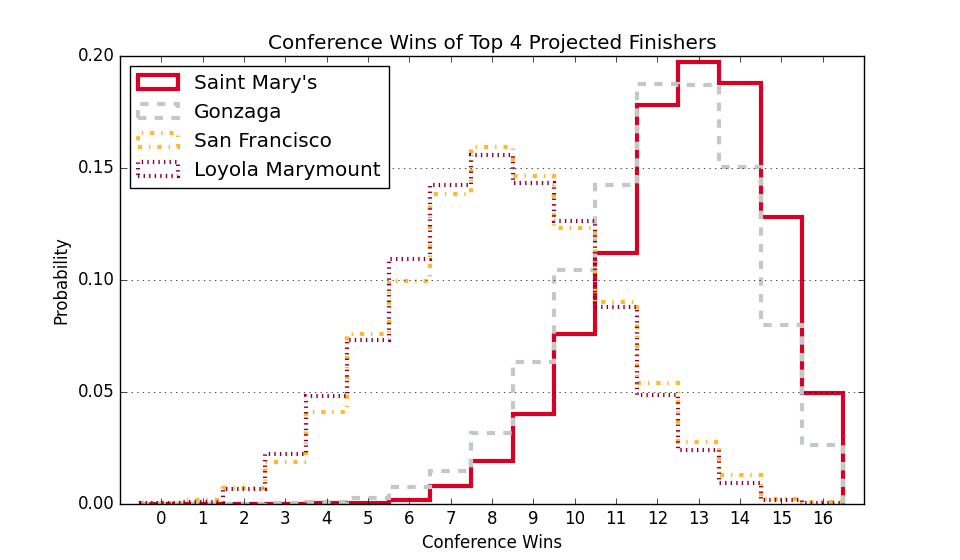 Conference Wins of Top 4 Projected Finishers
0.20
Saint Mary's
Gonzaga
San Francisco
Loyola Marymount
0.15
0.10
0.05
0.00
Probability
0 1 2 3 4 5 6 7 8 9 10 11 12 13 14 15 16
Conference Wins